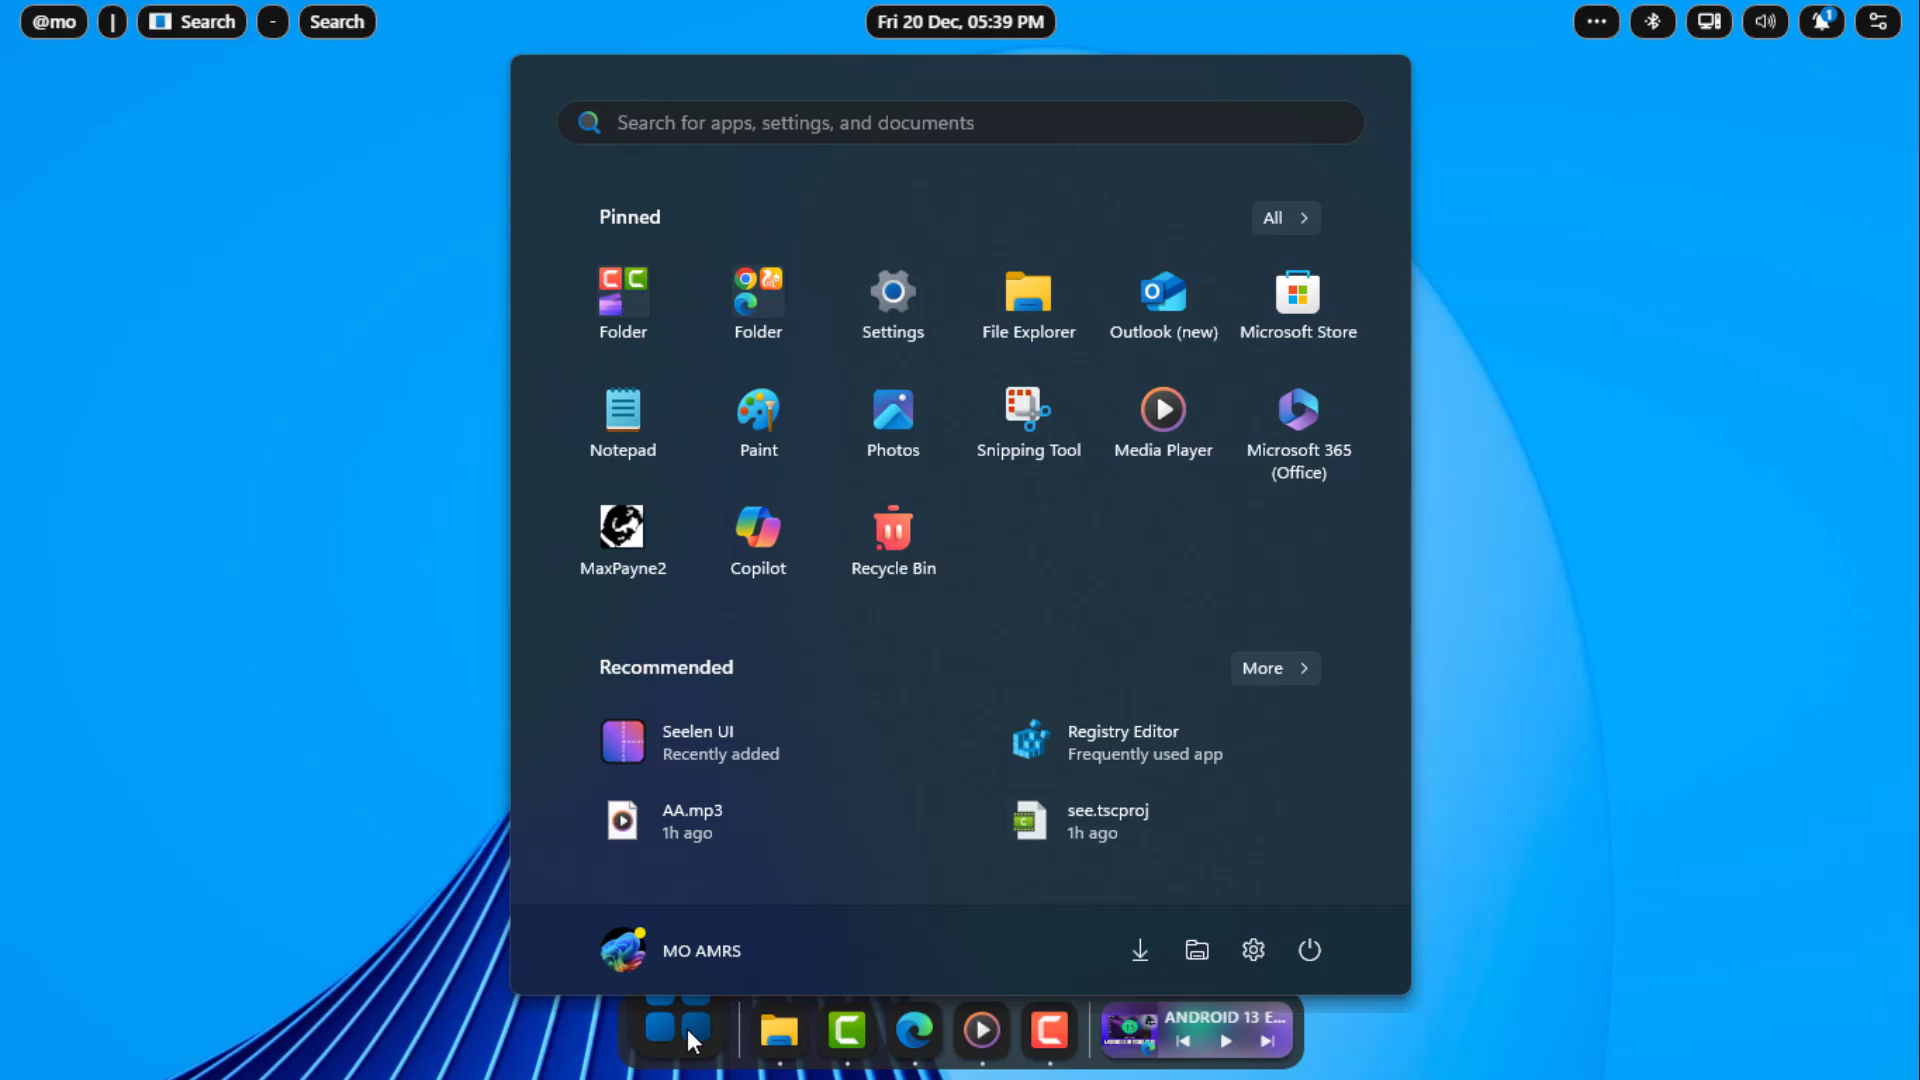 @mo | Search - Search Fri 20 Dec, 05:39 PM 1
Search for apps, settings, and documents
Pinned All
Folder Folder Settings File Explorer Outlook (new) Microsoft Store
Notepad Paint Photos Snipping Tool Media Player Microsoft 365
(Office)
MaxPayne2 Copilot Recycle Bin
Recommended More
Seelen UI
Recently added
Registry Editor
Frequently used app
AA.mp3
1h ago
see.tscproj
1h ago
MO AMRS
ANDROID 13 E...